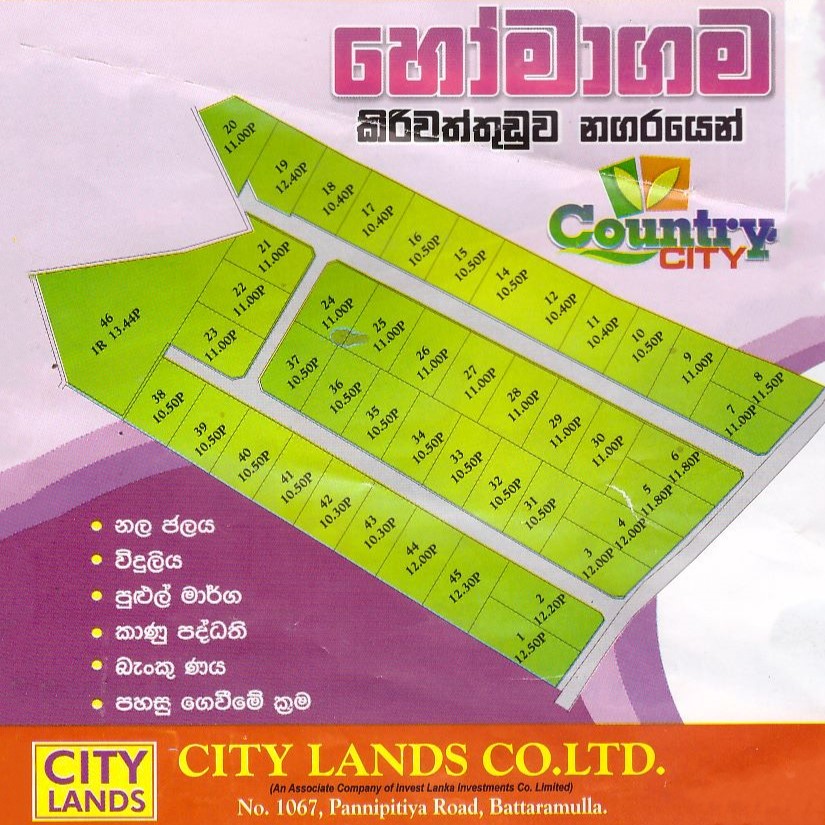 හෝමාගම
කිරිවත්තුඩුව නගරයෙන්
Country
CITY
20
11.00P
19
12.40P
18
10.40P
17
10.40P
16
10.50P
15
10.50P
14
10.50P
12
10.40P
11
10.40P
10
10.50P
9
11.00P
8
11.50P
7
11.00P
21
11.00P
22
11.00P
23
11.00P
46
1R 13.44P
24
11.00P
25
11.00P
26
11.00P
27
11.00P
28
11.00P
29
11.00P
30
11.00P
6
11.80P
5
11.80P
4
12.00P
3
12.00P
37
10.50P
36
10.50P
35
10.50P
34
10.50P
33
10.50P
32
10.50P
31
10.50P
38
10.50P
39
10.50P
40
10.50P
41
10.50P
42
10.30P
43
10.30P
44
12.00P
45
12.30P
2
12.20P
1
12.50P
• නල ජලය
• විදුලිය
• පුළුල් මාර්ග
• කාණු පද්ධති
• බැංකු ණය
• පහසු ගෙවීමේ ක්‍රම
CITY
LANDS
CITY LANDS CO.LTD.
(An Associate Company of Invest Lanka Investments Co. Limited)
No. 1067, Pannipitiya Road, Battaramulla.